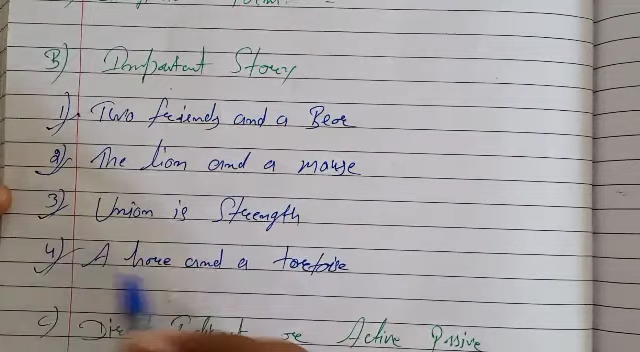 B) Important Story
1) Two friends and a Bear
2) The lion and a mouse
3) Union is Strength
4) A hare and a tortoise
c) or Active Passive